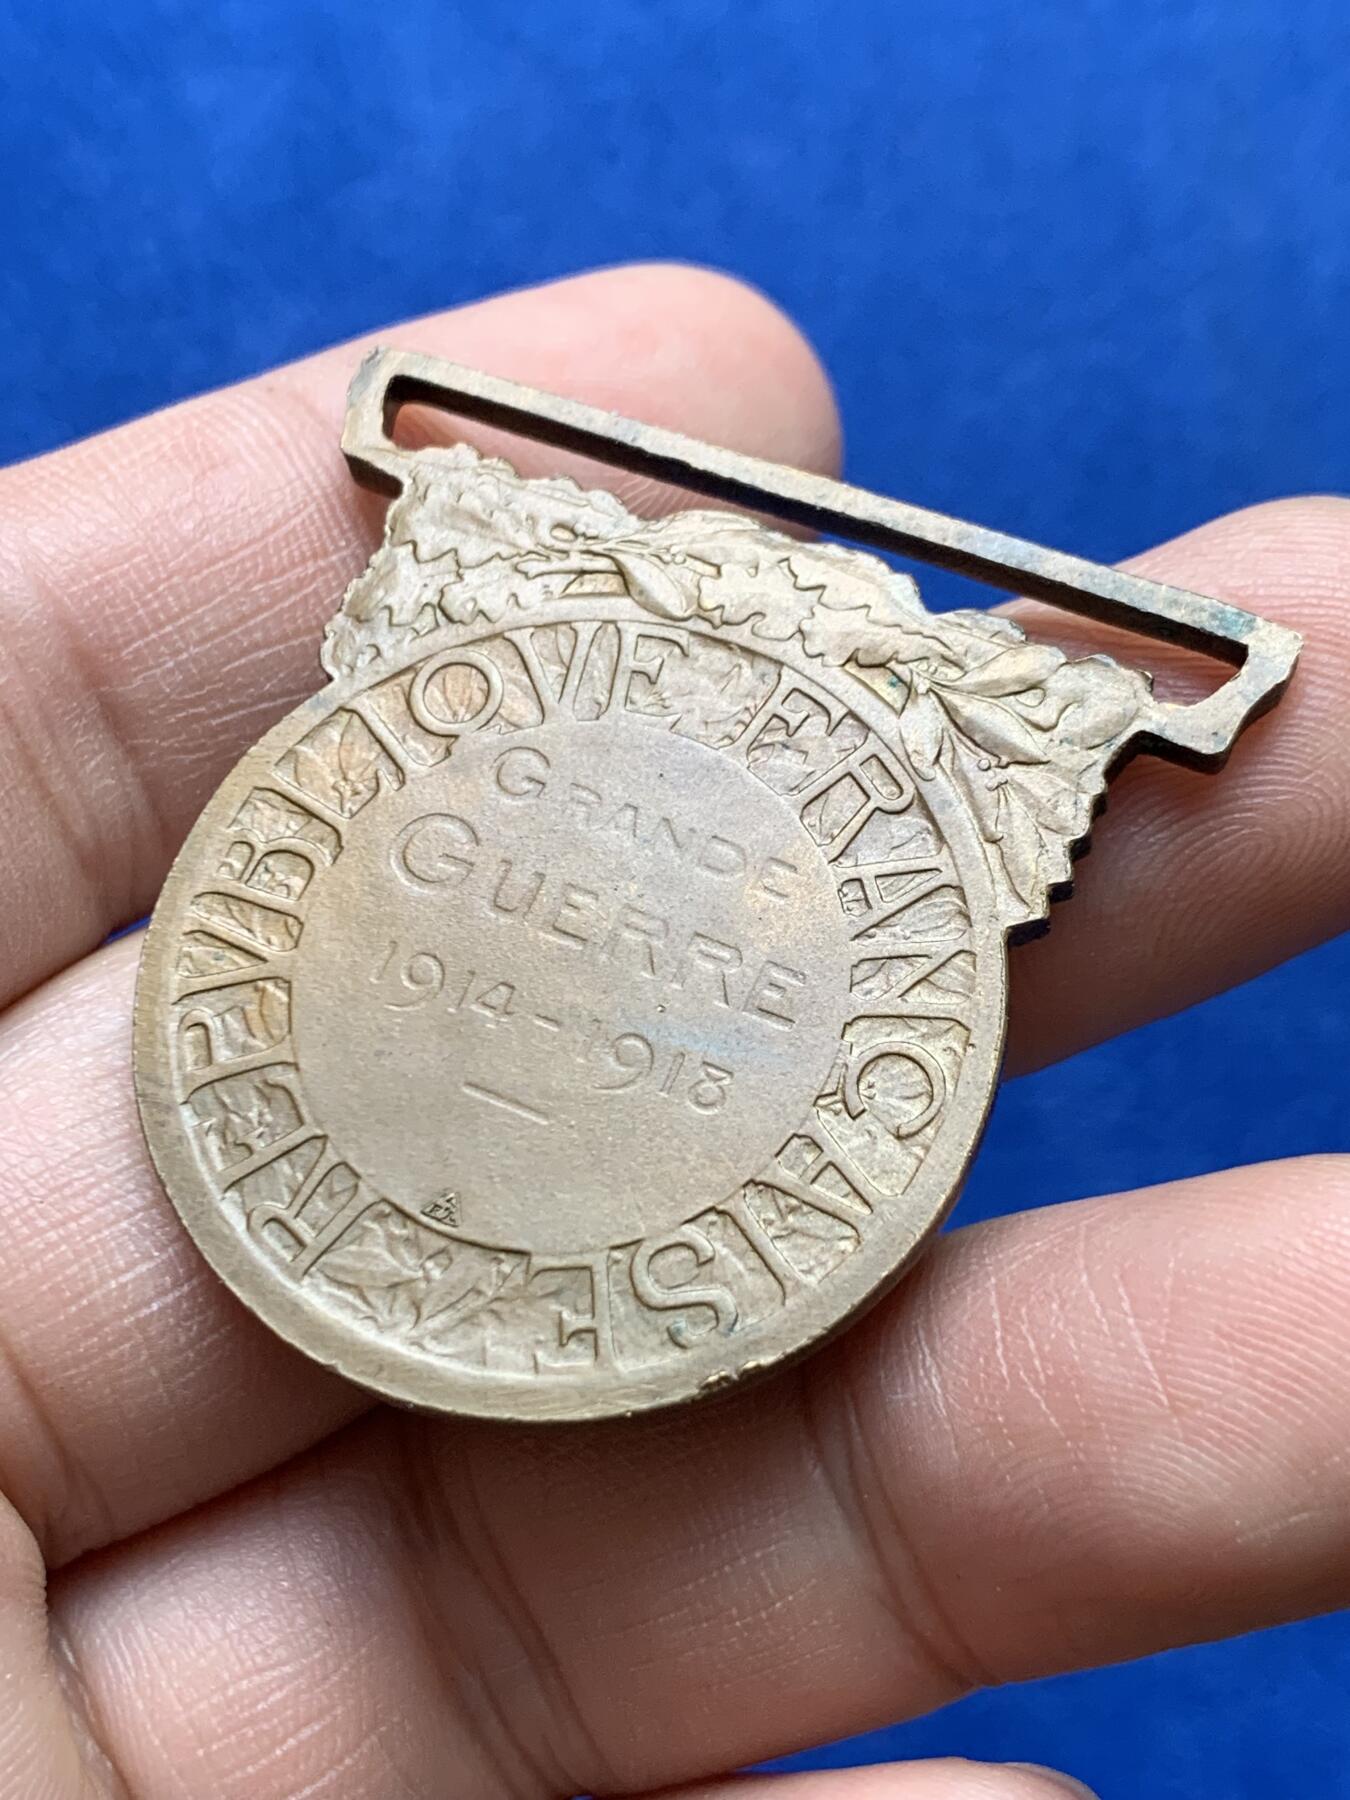 REPVBLIQVE FRANÇAISE
GRANDE
GUERRE
1914-1918